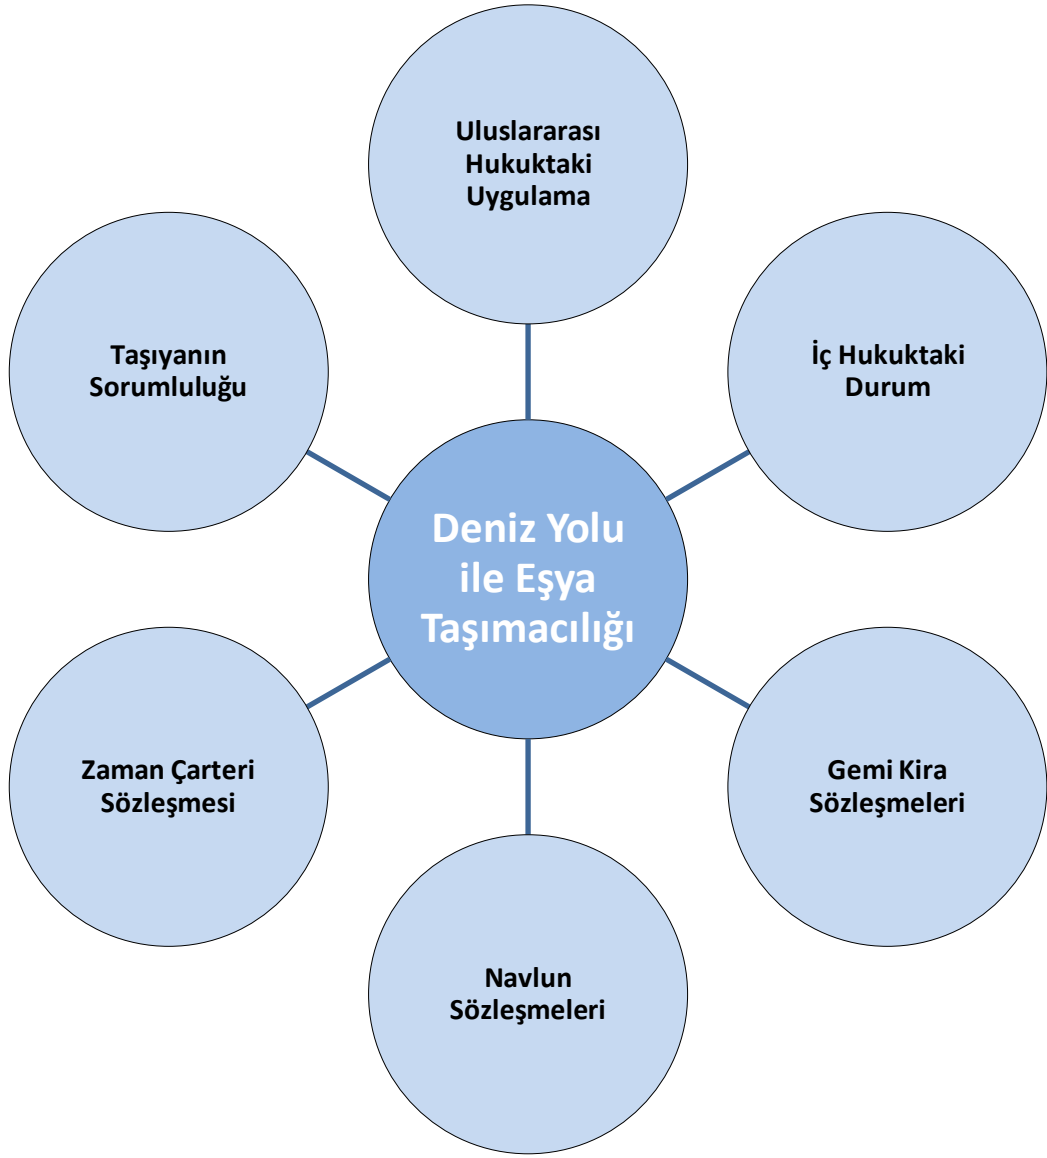 Uluslararası
Hukuktaki
Uygulama
Taşıyanın
Sorumluluğu
İç Hukuktaki
Durum
Deniz Yolu
ile Eşya
Taşımacılığı
Zaman Çarteri
Sözleşmesi
Gemi Kira
Sözleşmeleri
Navlun
Sözleşmeleri